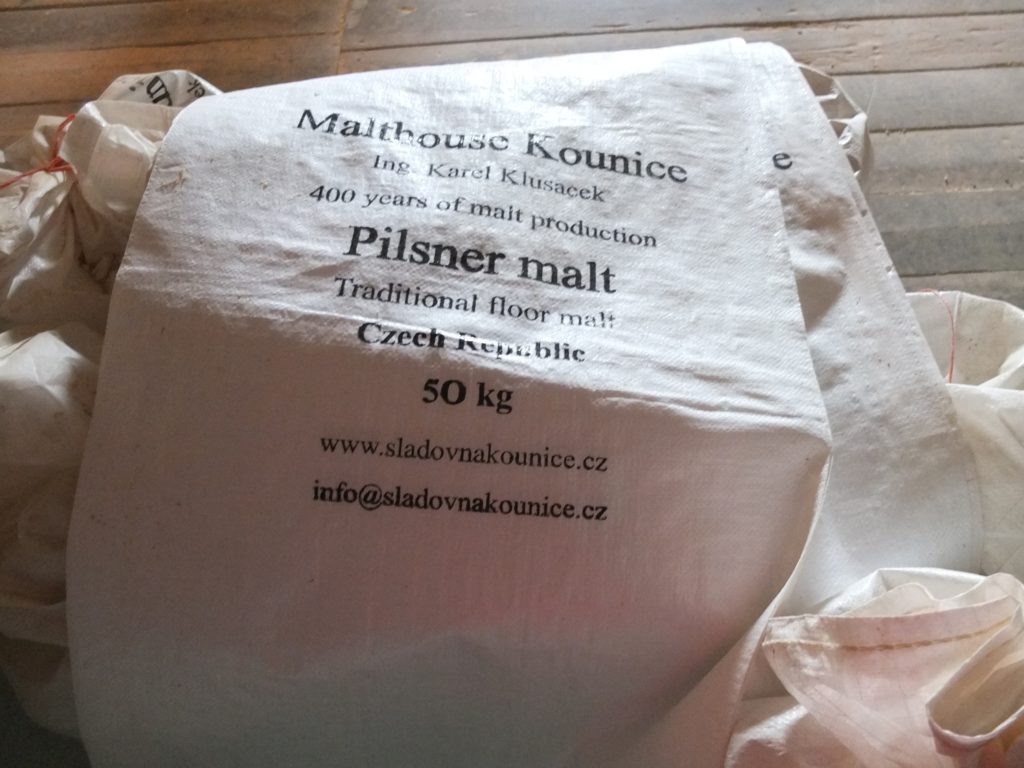 Malthouse Kounice
Ing. Karel Klusacek
400 years of malt production
Pilsner malt
Traditional floor malt
Czech Republic
50 kg
www.sladovnakounice.cz
info@sladovnakounice.cz
e